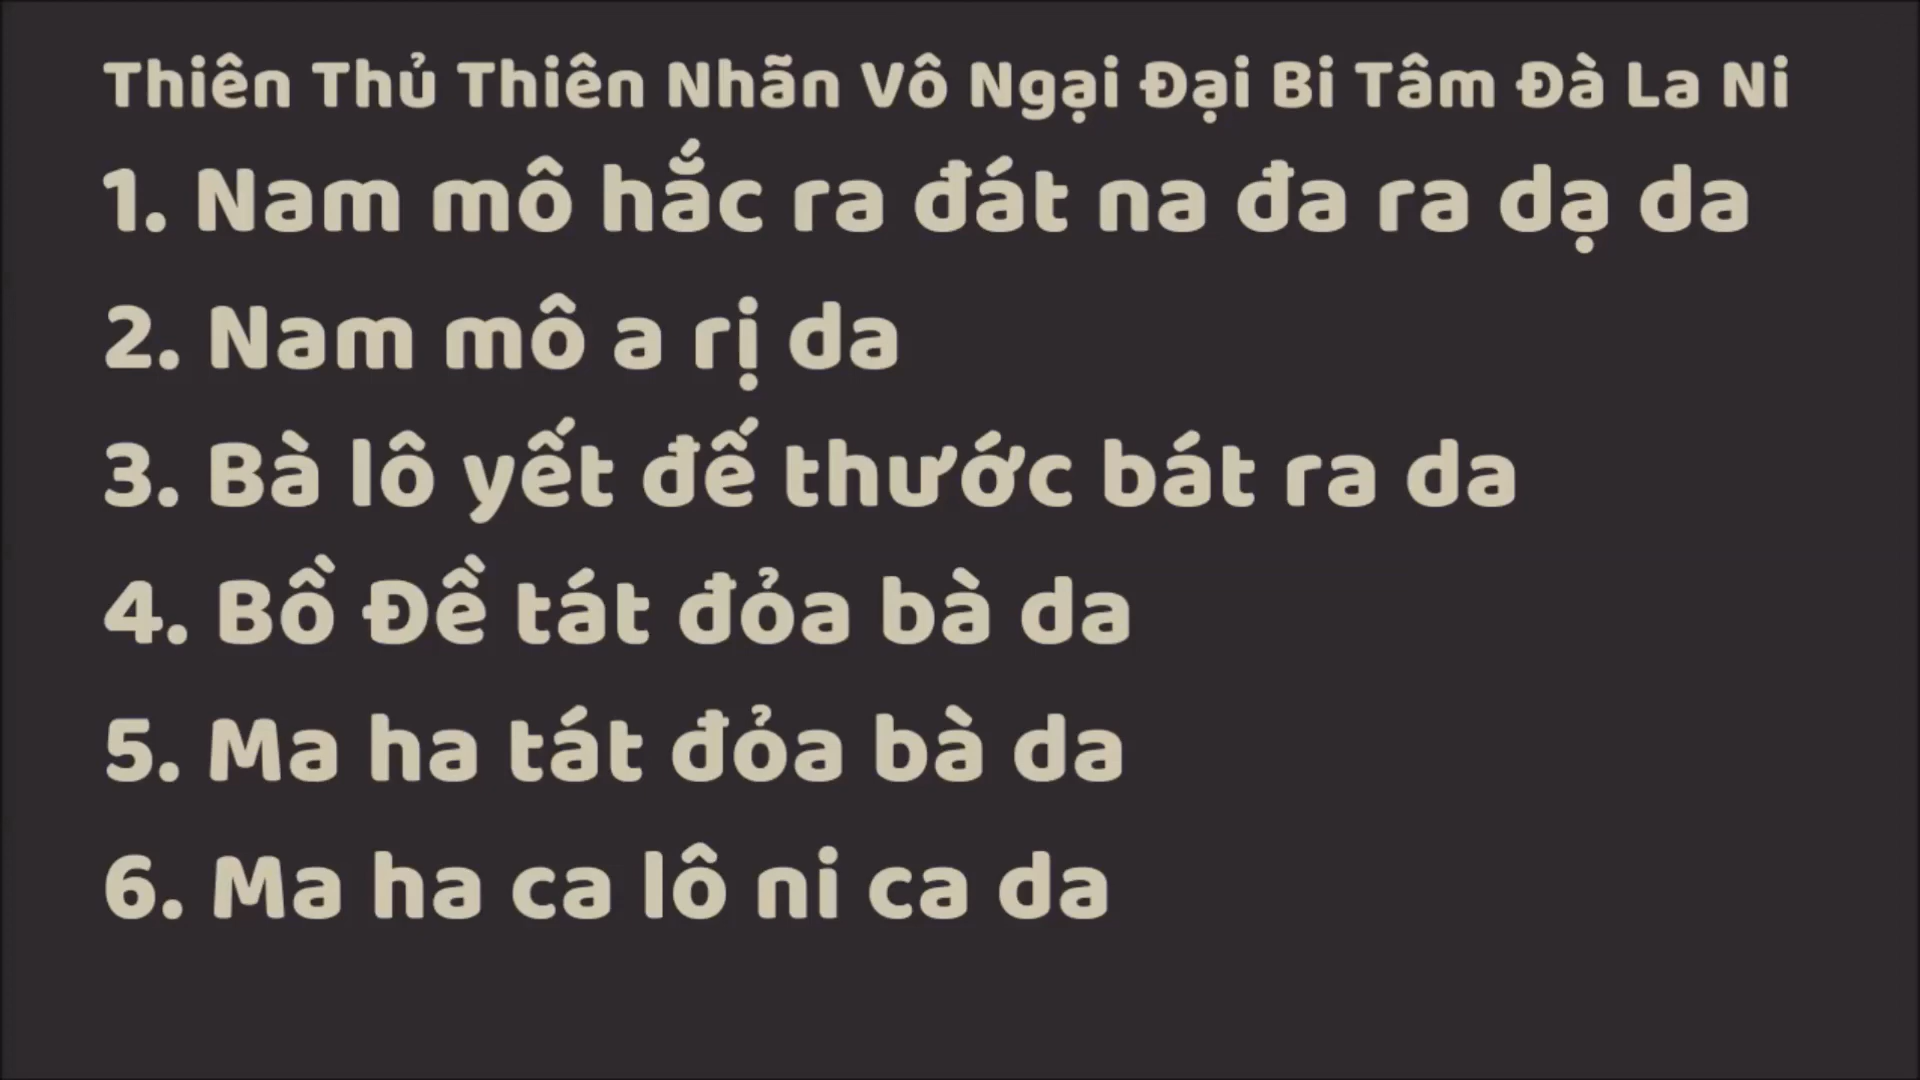 Thiên Thủ Thiên Nhãn Vô Ngại Đại Bi Tâm Đà La Ni
1. Nam mô hắc ra đát na đa ra dạ da
2. Nam mô a rị da
3. Bà lô yết đế thước bát ra da
4. Bồ Đề tát đỏa bà da
5. Ma ha tát đỏa bà da
6. Ma ha ca lô ni ca da